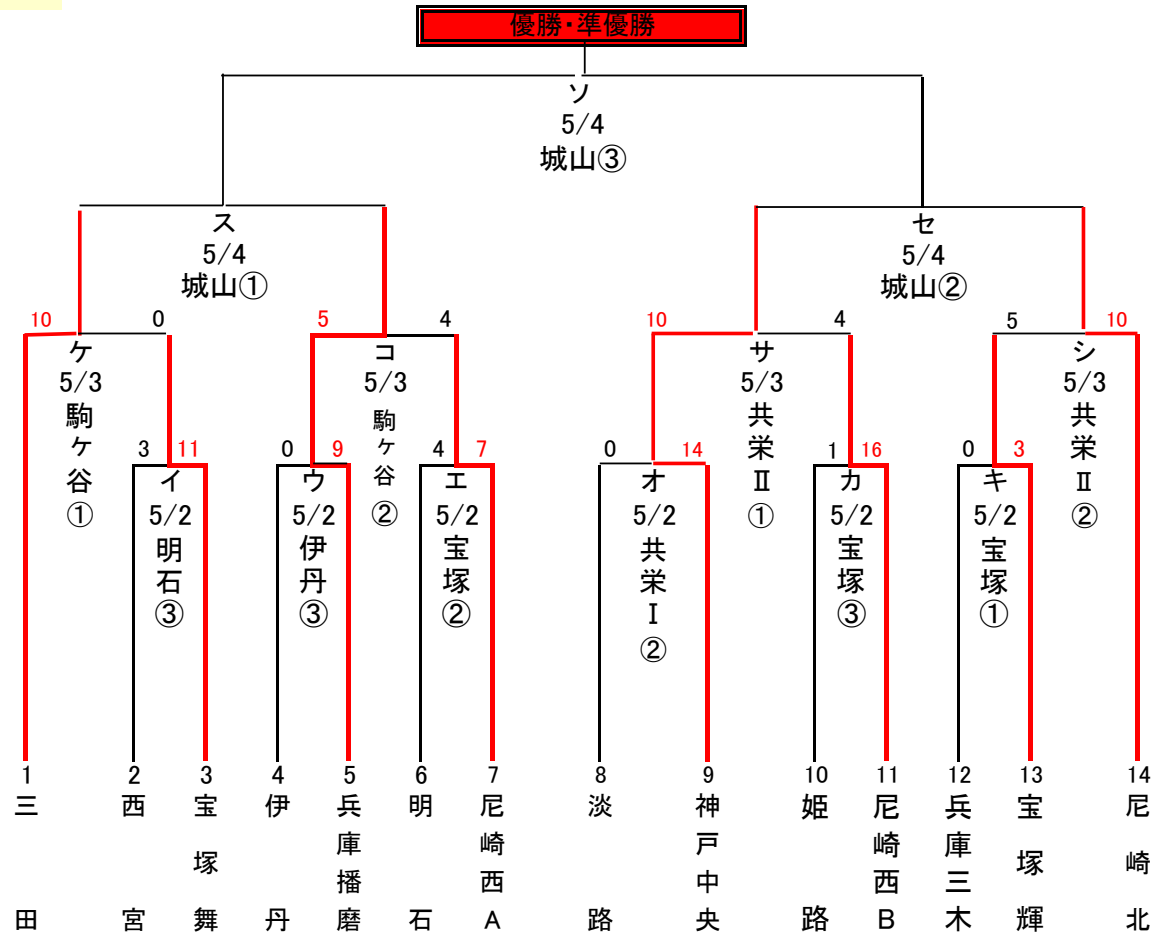 優勝・準優勝
ソ
5/4
城山③
ス
5/4
城山①
セ
5/4
城山②
10 0
ケ
5/3
駒ヶ谷①
5 4
コ
5/3
駒ヶ谷②
10 4
サ
5/3
共栄Ⅱ①
5 10
シ
5/3
共栄Ⅱ②
3 11
イ
5/2
明石③
0 9
ウ
5/2
伊丹③
4 7
エ
5/2
宝塚②
0 14
オ
5/2
共栄Ⅰ②
1 16
カ
5/2
宝塚③
0 3
キ
5/2
宝塚①
1
三田
2
西宮
3
宝塚舞
4
伊丹
5
兵庫播磨
6
明石
7
尼崎西A
8
淡路
9
神戸中央
10
姫路
11
尼崎西B
12
兵庫三木
13
宝塚輝
14
尼崎北